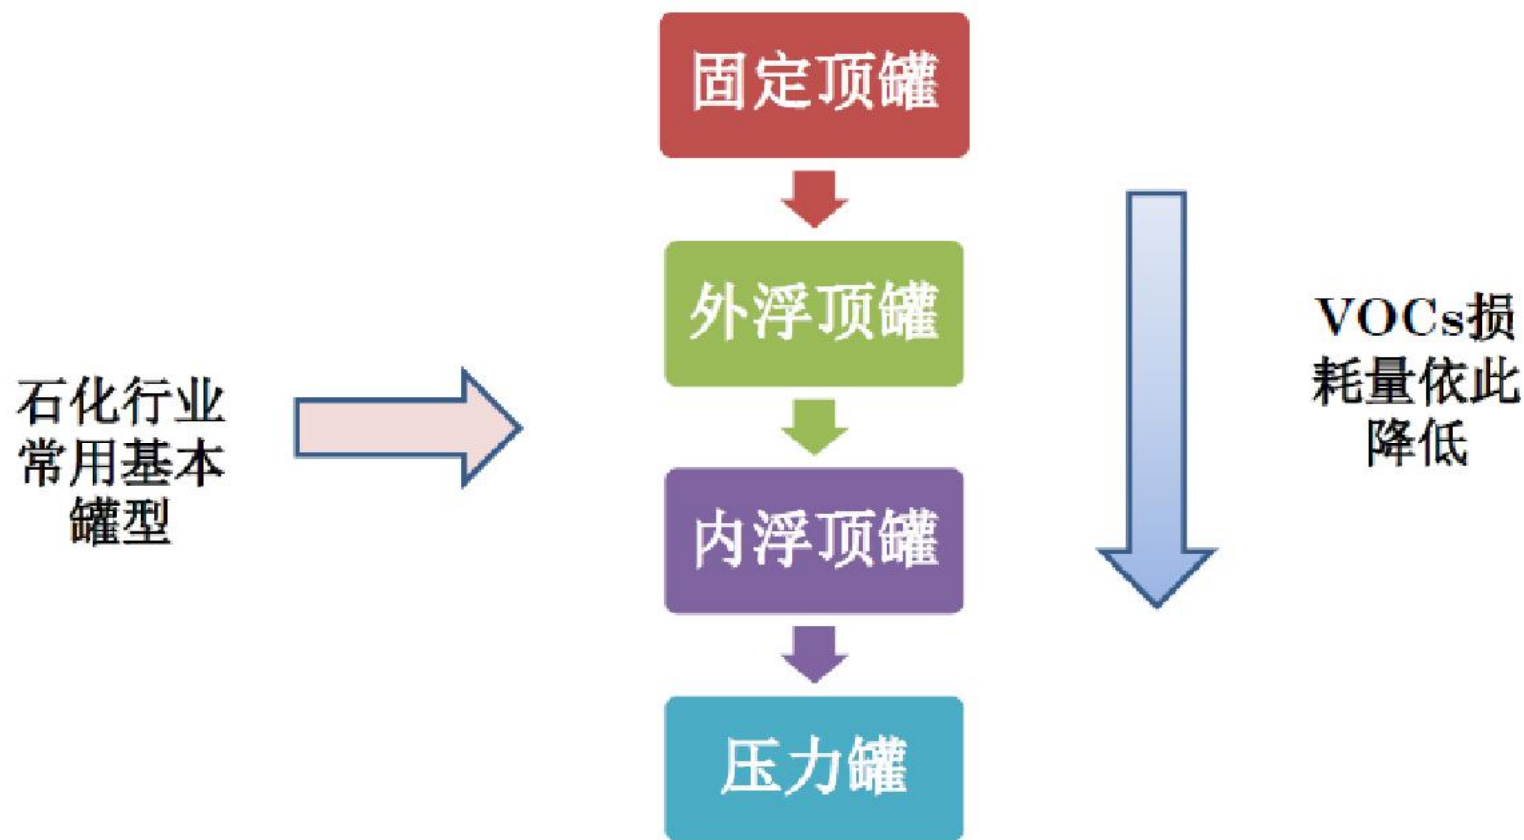 石化行业
常用基本
罐型
固定顶罐
外浮顶罐
内浮顶罐
压力罐
VOCs损
耗量依此
降低